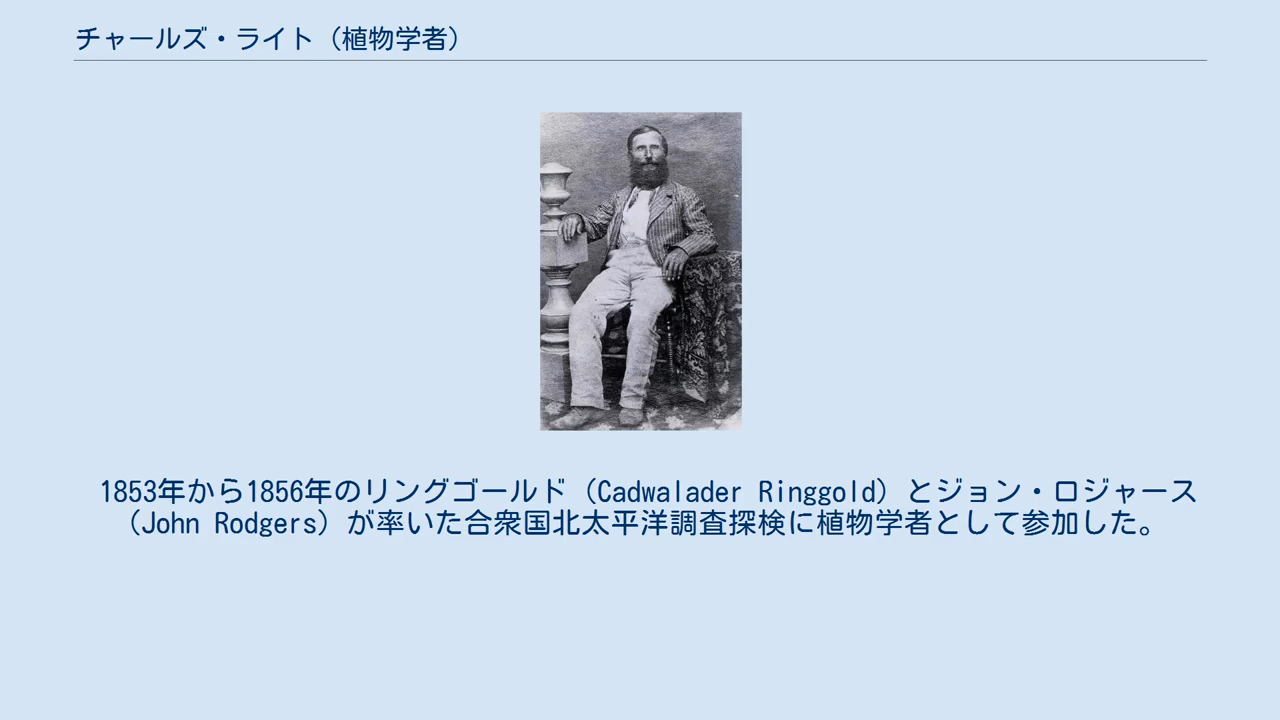 チャールズ・ライト（植物学者）
1853年から1856年のリングゴールド（Cadwalader Ringgold）とジョン・ロジャース
（John Rodgers）が率いた合衆国北太平洋調査探検に植物学者として参加した。